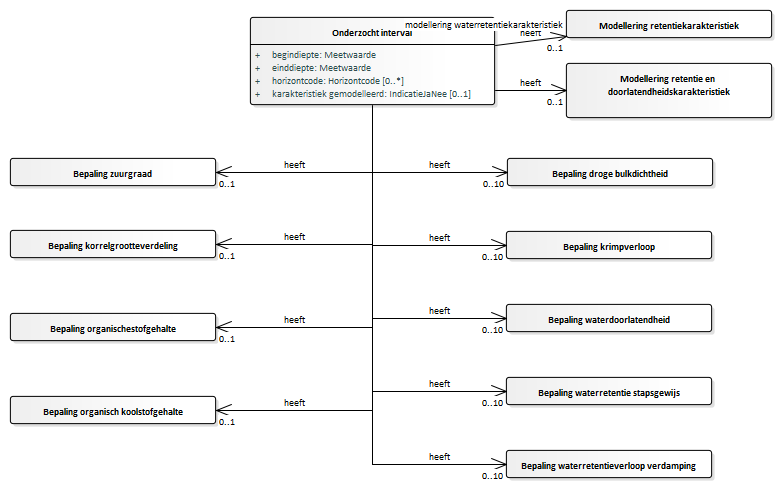 Onderzocht interval
+ begindiepte: Meetwaarde
+ einddiepte: Meetwaarde
+ horizontcode: Horizontcode [0..*]
+ karakteristiek gemodelleerd: IndicatieJaNee [0..1]
modellering waterretentiekarakteristiek
heeft
0..1
Modellering retentiekarakteristiek
heeft
0..1
Modellering retentie en
doorlatendheidskarakteristiek
Bepaling zuurgraad
heeft
0..1
heeft
0..10
Bepaling droge bulkdichtheid
Bepaling korrelgrootteverdeling
heeft
0..1
heeft
0..10
Bepaling krimpverloop
Bepaling organischestofgehalte
heeft
0..1
heeft
0..10
Bepaling waterdoorlatendheid
Bepaling organisch koolstofgehalte
heeft
0..1
heeft
0..10
Bepaling waterretentie stapsgewijs
heeft
0..10
Bepaling waterretentieverloop verdamping